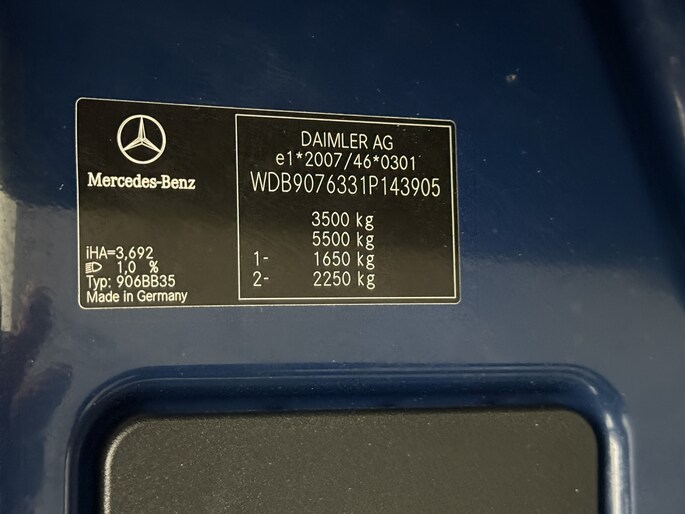 Mercedes-Benz
iHA=3,692
1,0 %
Typ: 906BB35
Made in Germany
DAIMLER AG
e1*2007/46*0301
WDB9076331P143905
3500 kg
5500 kg
1- 1650 kg
2- 2250 kg